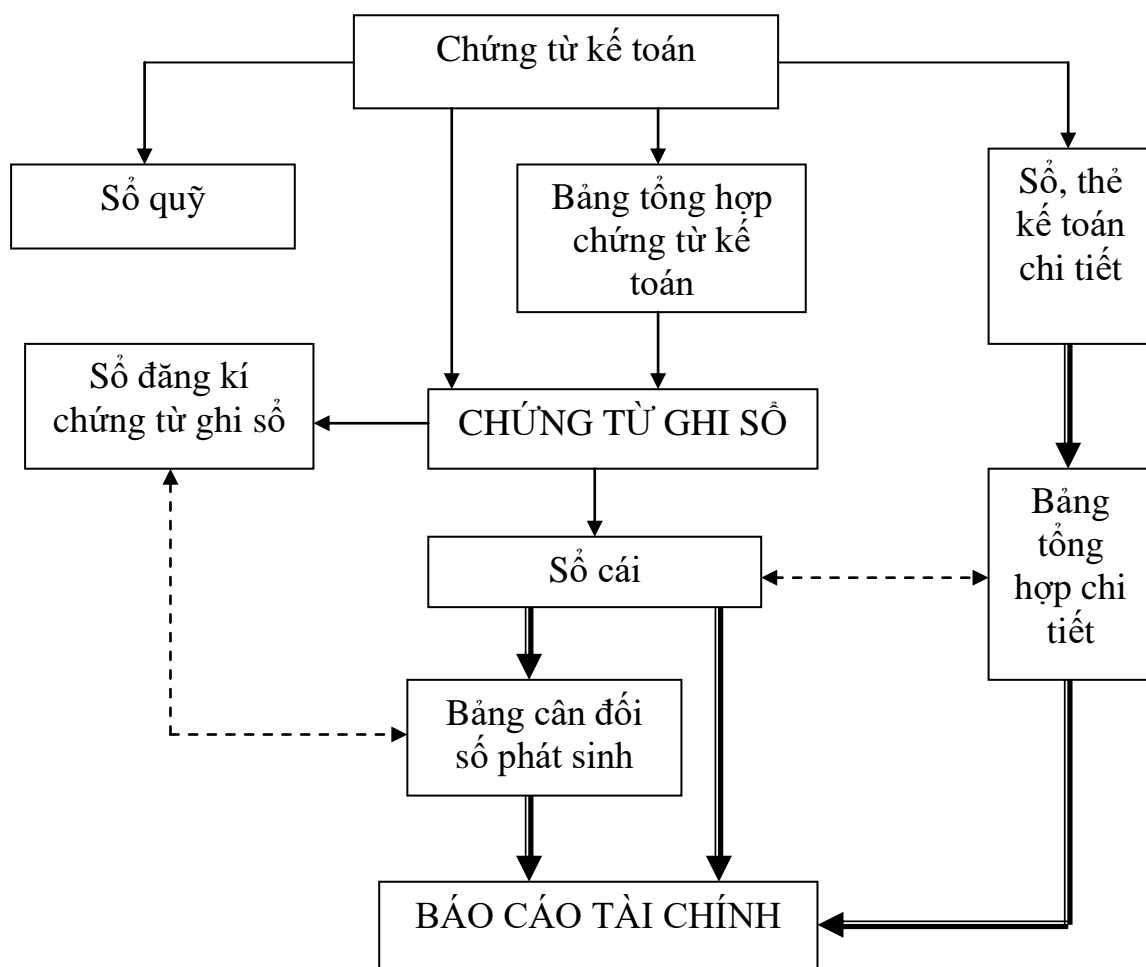 Chứng từ kế toán
Sổ quỹ
Bảng tổng hợp
chứng từ kế
toán
Sổ, thẻ
kế toán
chi tiết
Sổ đăng kí
chứng từ ghi sổ
CHỨNG TỪ GHI SỔ
Bảng
tổng
hợp chi
tiết
Sổ cái
Bảng cân đối
số phát sinh
BÁO CÁO TÀI CHÍNH